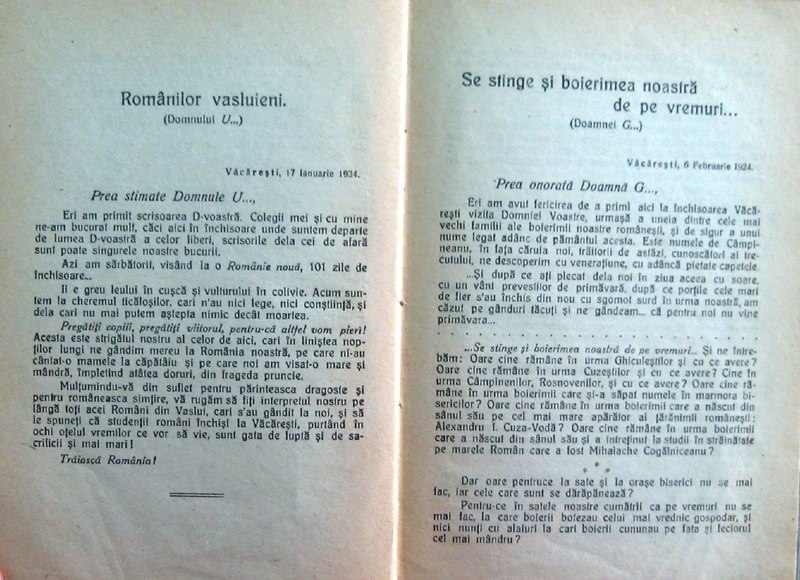 Românilor vasluieni.
(Domnului U...)
Văcărești, 17 Ianuarie 1924.
Prea stimate Domnule U...,
Eri am primit scrisoarea D-voastră. Colegii mei și cu mine
ne-am bucurat mult, căci aici în închisoare unde suntem departe
de lumea D-voastră a celor liberi, scrisorile dela cei de afară
sunt poate singurele noastre bucurii.
Azi am sărbătorii, visând la o Românie nouă, 101 zile de
închisoare...
Ii e greu leului în cușcă și vulturului în colivie. Acum sun-
tem la cheremul ticăloșilor, cari n'au nici lege, nici conștiință, și
dela cari nu mai putem aștepta nimic decât moartea.
Pregătiți copiii, pregătiți viitorul, pentru-că altfel vom pieri!
Acesta este strigătul nostru al celor de aici, cari în liniștea nop-
ților lungi ne gândim mereu la România noastră, pe care ni-au
cântat-o mamele la căpătâiu și pe care noi am visat-o mare și
mândră, împletind atâtea doruri, din frageda pruncie.
Mulțumindu-vă din suflet pentru părinteasca dragoste și
pentru româneasca simțire, vă rugăm să fiți interpretul nostru pe
lângă toți acei Români din Vaslui, cari s'au gândit la noi, și să
le spuneți că studenții români închiși la Văcărești, purtând în
ochi oțelul vremilor ce vor să vie, sunt gata de luptă și de sa-
crificii și mai mari!
Trăiască România!
Se stinge și boierimea noastră
de pe vremuri...
(Doamnei G...)
Văcărești, 6 Februarie 1924.
Prea onorată Doamnă G...,
Eri am avut fericirea de a primi aici la închisoarea Văcă-
rești vizita Domniei Voastre, urmașă a uneia dintre cele mai
vechi familii ale boierimii noastre românești, și de sigur a unui
nume legat adânc de pământul acesta. Este numele de Câmpi-
neanu, în fața căruia noi, trăitorii de astăzi, cunoscători ai tre-
cutului, ne descoperim cu venerațiune, cu adâncă pietate capetele.
...Și după ce ați plecat dela noi în ziua aceea cu soare,
cu un vânt prevestilor de primăvară, după ce porțile cele mari
de fier s'au închis din nou cu sgomot surd în urma noastră, am
căzut pe gânduri tăcuți și ne gândeam... că pentru noi nu vine
primăvara...
. . . . . . . . . . . . . . . . . . . . . . . . . . . . . .
...Se stinge și boierimea noastră de pe vremuri... Și ne între-
băm: Oare cine rămâne în urma Ghiculeștilor și cu ce avere?
Oare cine rămâne în urma Cuzeștilor și cu ce avere? Cine în
urma Câmpinenilor, Rosnovenilor, și cu ce avere? Oare cine ră-
mâne în urma boierimii care și-a săpat numele în marmora bi-
sericilor? Oare cine rămâne în urma boierimii care a născut din
sânul său pe cel mai mare apărător al țărănimii românești:
Alexandru I. Cuza-Vodă? Oare cine rămâne în urma boierimii
care a născut din sânul său și a întreținut la studii în străinătate
pe marele Român care a fost Mihalache Cogălniceanu?
* * *
Dar oare pentruce la sate și la orașe biserici nu se mai
fac, iar cele care sunt se dărăpănează?
Pentru-ce în satele noastre cumătrii ca pe vremuri nu se
mai fac, la care boierii botezau celui mai vrednic gospodar, și
nici nunți cu alaiuri la cari boierii cununau pe fata și feciorul
cel mai mândru?